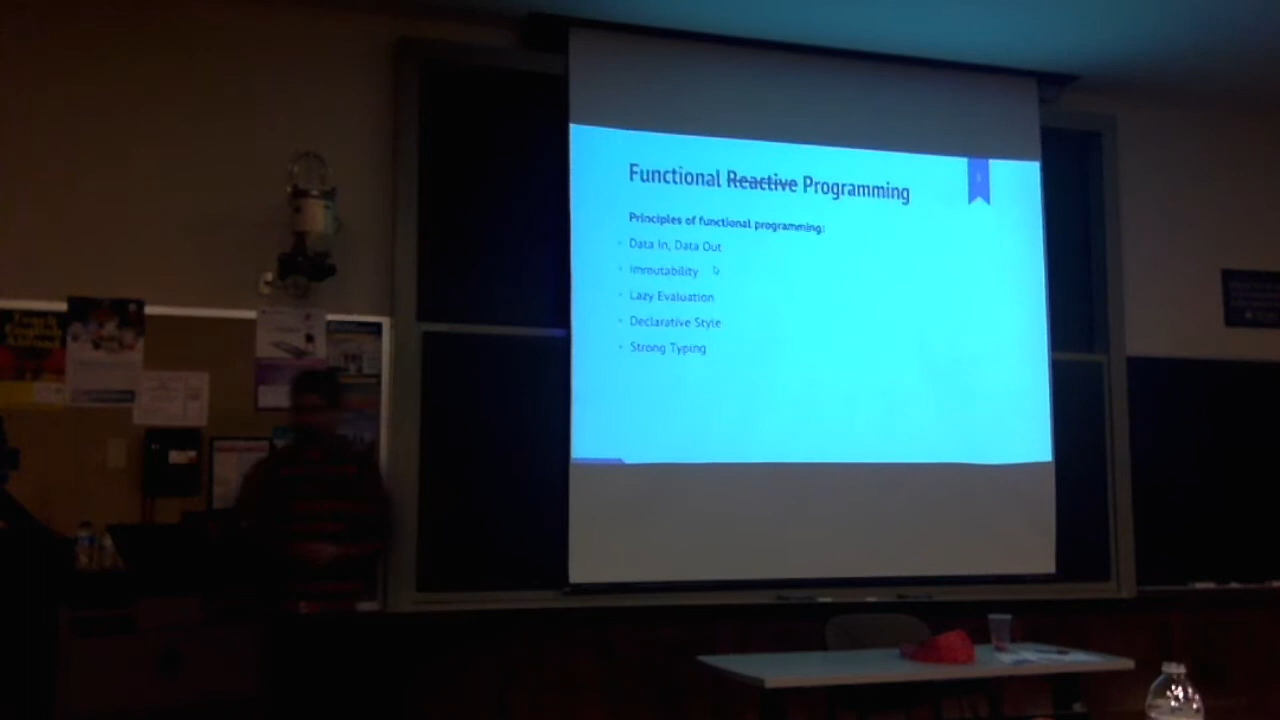 Functional Reactive Programming
Principles of functional programming:
Data In, Data Out
Immutability
Lazy Evaluation
Declarative Style
Strong Typing